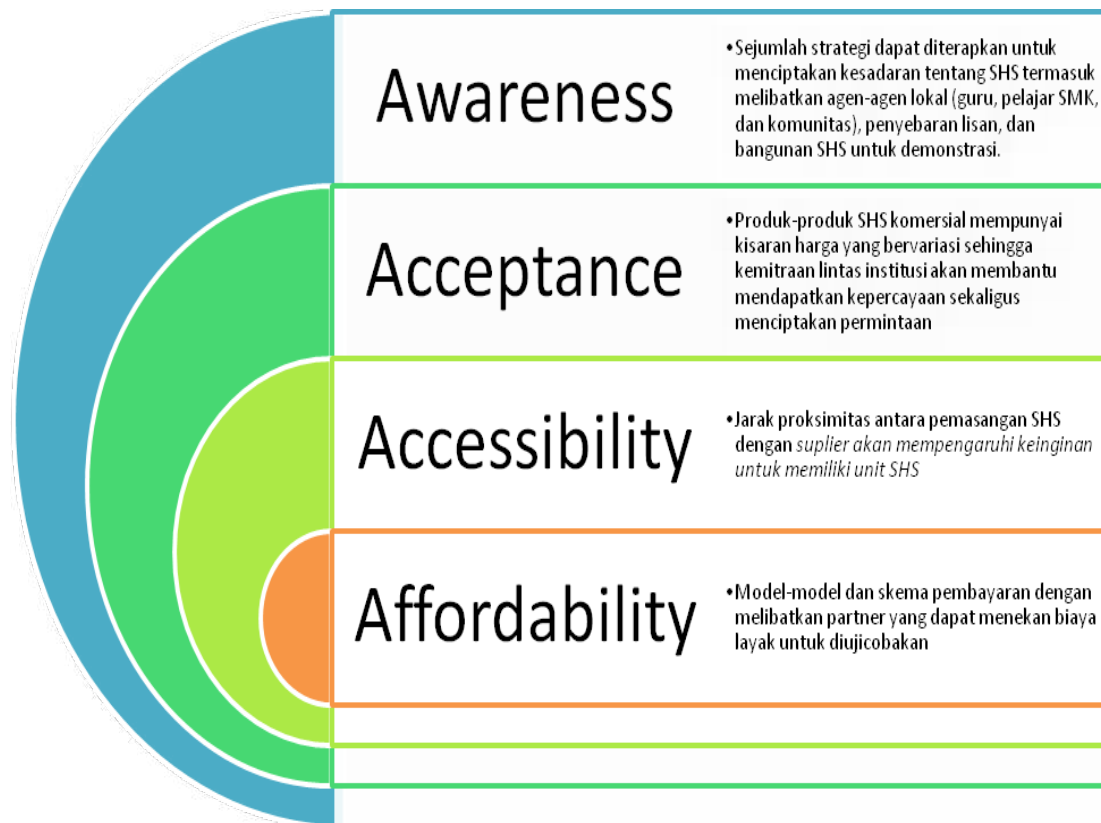 Awareness
•Sejumlah strategi dapat diterapkan untuk
menciptakan kesadaran tentang SHS termasuk
melibatkan agen-agen lokal (guru, pelajar SMK,
dan komunitas), penyebaran lisan, dan
bangunan SHS untuk demonstrasi.
Acceptance
•Produk-produk SHS komersial mempunyai
kisaran harga yang bervariasi sehingga
kemitraan lintas institusi akan membantu
mendapatkan kepercayaan sekaligus
menciptakan permintaan
Accessibility
•Jarak proksimitas antara pemasangan SHS
dengan suplier akan mempengaruhi keinginan
untuk memiliki unit SHS
Affordability
•Model-model dan skema pembayaran dengan
melibatkan partner yang dapat menekan biaya
layak untuk diujicobakan